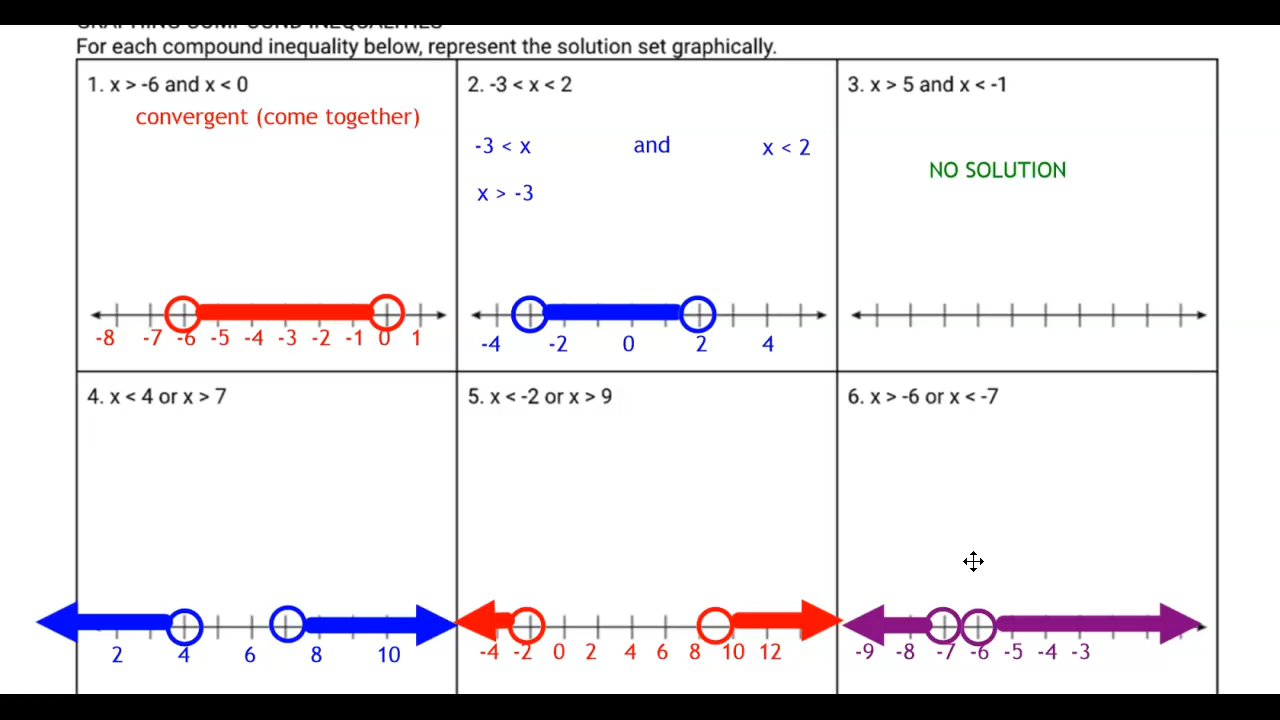 GRAPHING COMPOUND INEQUALITIES
For each compound inequality below, represent the solution set graphically.
1. x > -6 and x < 0
convergent (come together)
-8 -7 -6 -5 -4 -3 -2 -1 0 1
2. -3 < x < 2
-3 < x and x < 2
x > -3
-4 -2 0 2 4
3. x > 5 and x < -1
NO SOLUTION
4. x < 4 or x > 7
2 4 6 8 10
5. x < -2 or x > 9
-4 -2 0 2 4 6 8 10 12
6. x > -6 or x < -7
-9 -8 -7 -6 -5 -4 -3